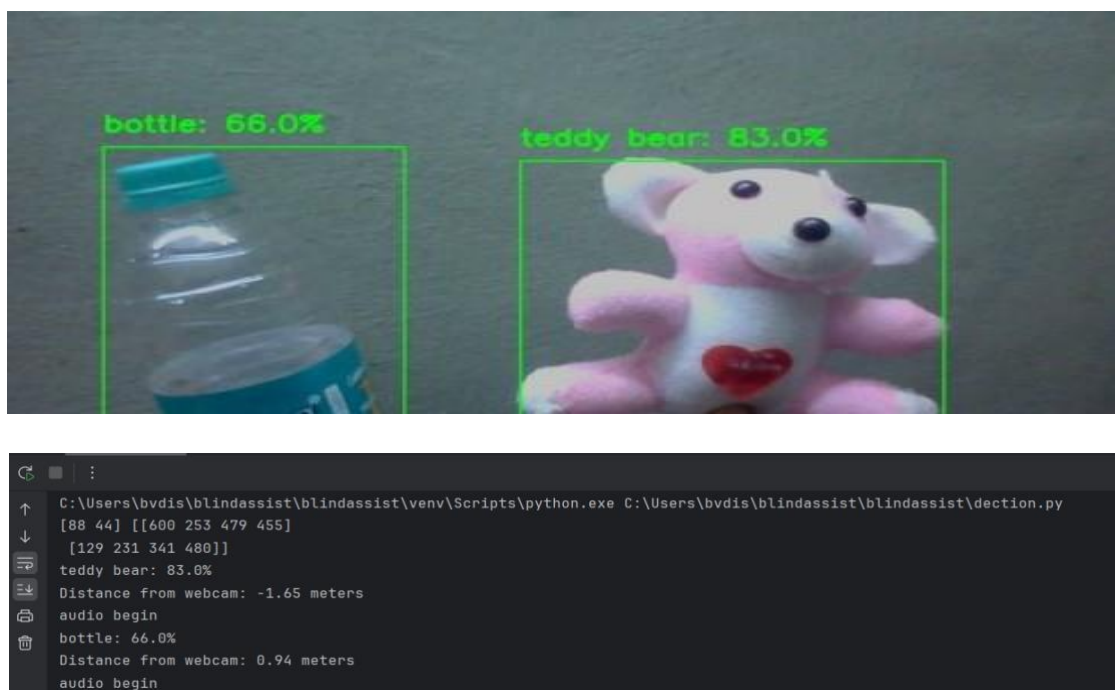 bottle: 66.0%
teddy bear: 83.0%
C:\Users\bvdis\blindassist\blindassist\venv\Scripts\python.exe C:\Users\bvdis\blindassist\blindassist\dection.py
[88 44] [[600 253 479 455]
[129 231 341 480]]
teddy bear: 83.0%
Distance from webcam: -1.65 meters
audio begin
bottle: 66.0%
Distance from webcam: 0.94 meters
audio begin